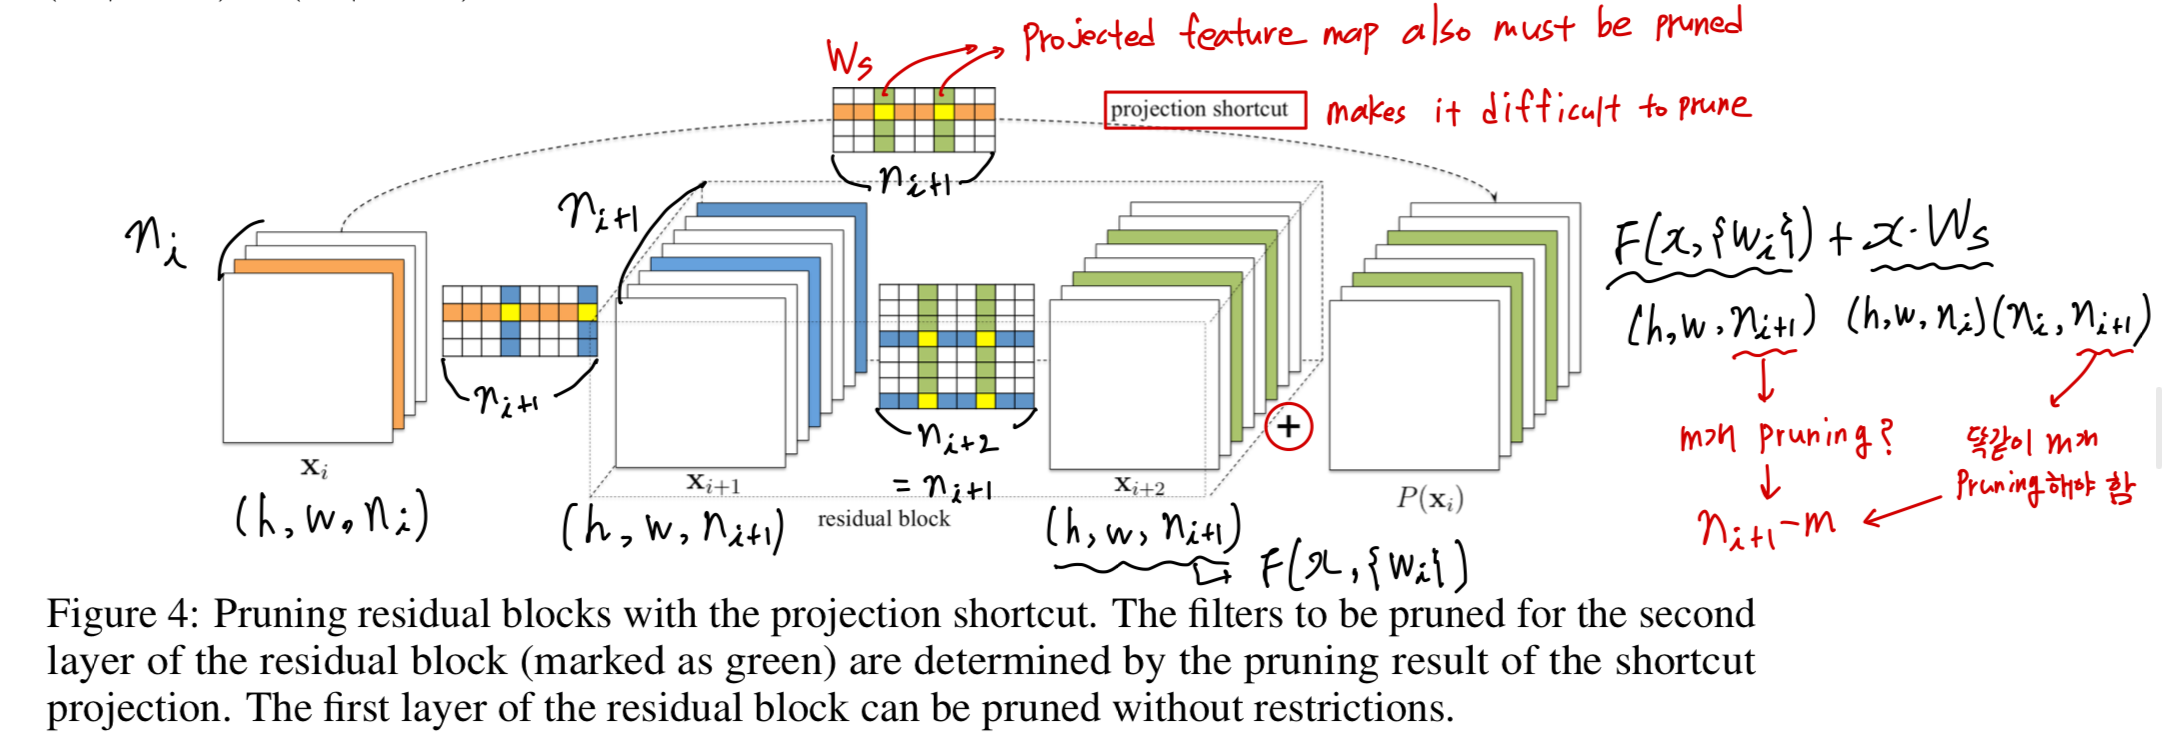 Projected feature map also must be pruned
Ws
projection shortcut makes it difficult to prune
n_{i+1}
n_{i+1}
n_i
F(x,{W_i}) + x·W_s
(h,w,n_{i+1}) (h,w,n_i)(n_i,n_{i+1})
n_{i+1}
m개 pruning? 똑같이 m개
n_{i+2}
+
x_i
x_{i+1}
= n_{i+1}
x_{i+2}
P(x_i)
pruning해야 함
(h,w,n_i)
(h,w,n_{i+1})
residual block
(h,w,n_{i+1})
n_{i+1}-m
F(x,{W_i})
Figure 4: Pruning residual blocks with the projection shortcut. The filters to be pruned for the second
layer of the residual block (marked as green) are determined by the pruning result of the shortcut
projection. The first layer of the residual block can be pruned without restrictions.